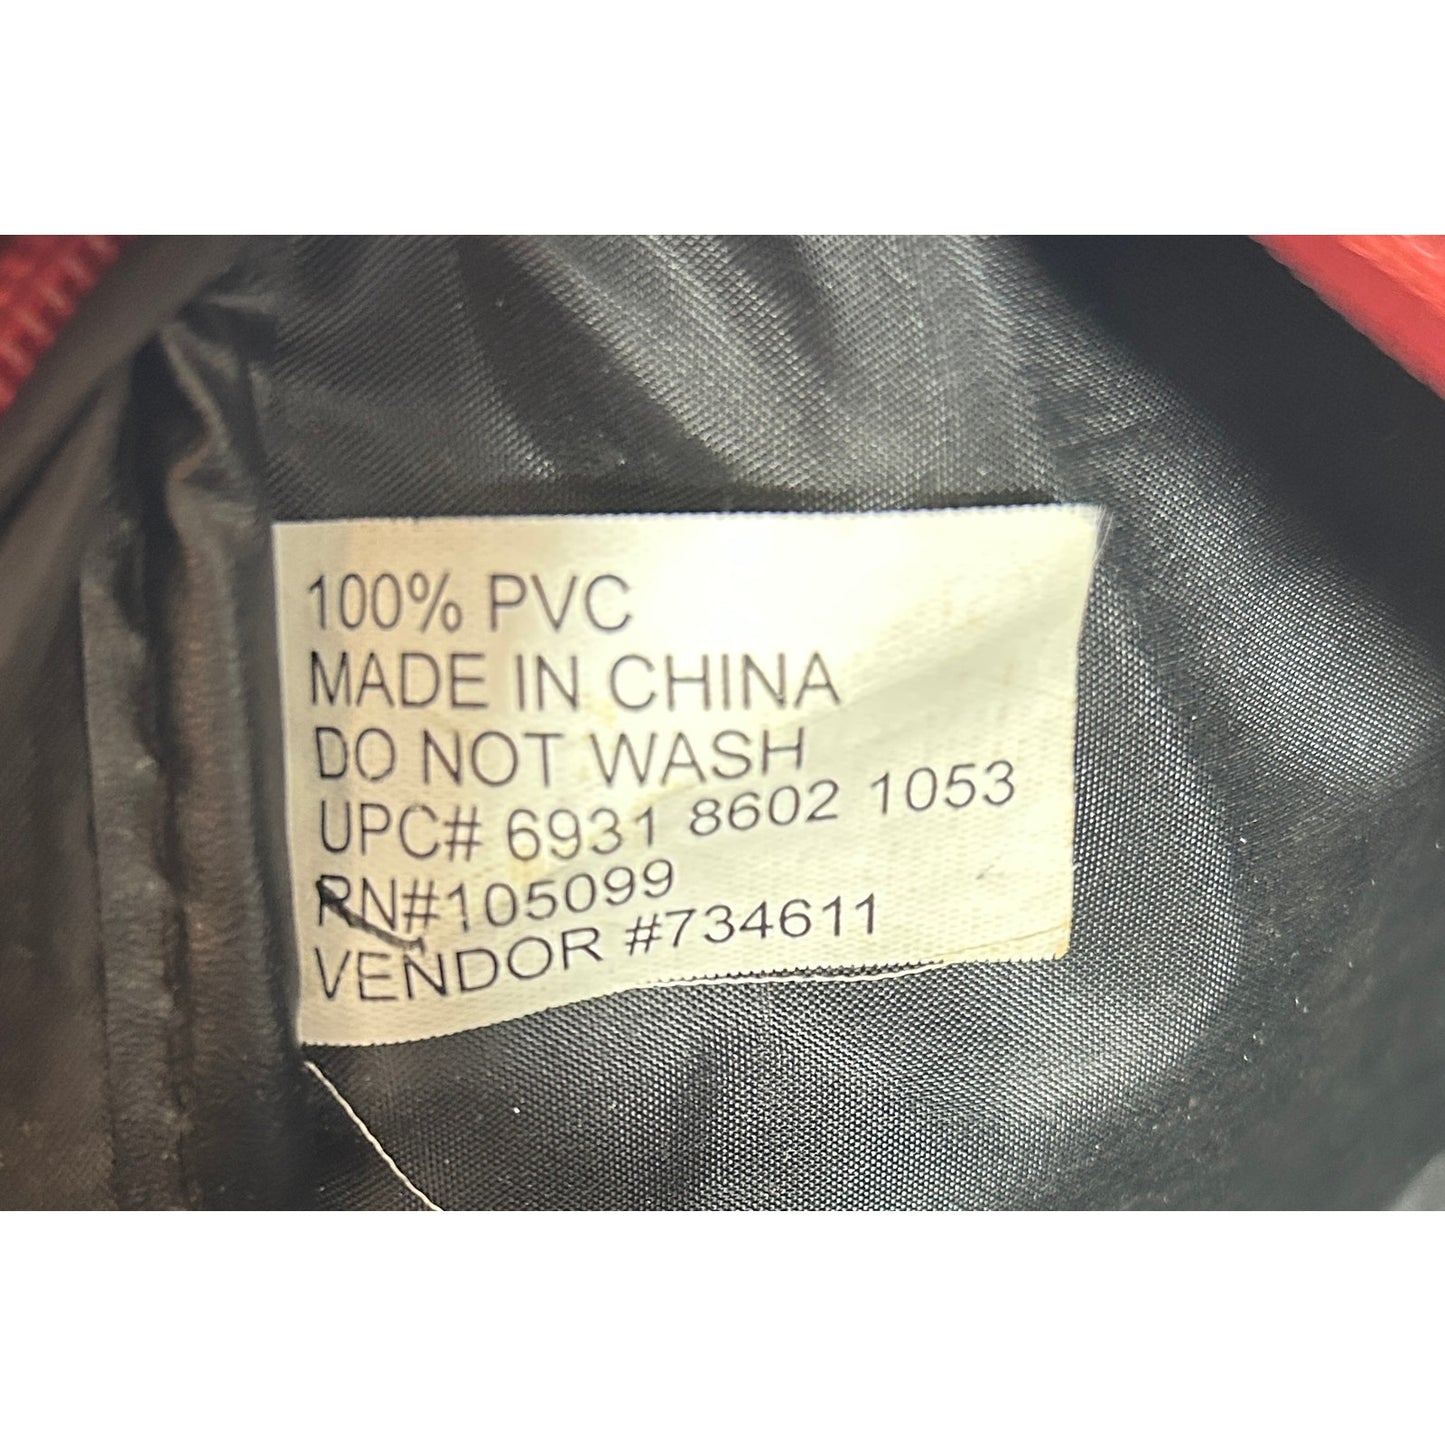 100% PVC
MADE IN CHINA
DO NOT WASH
UPC# 6931 8602 1053
RN#105099
VENDOR #734611